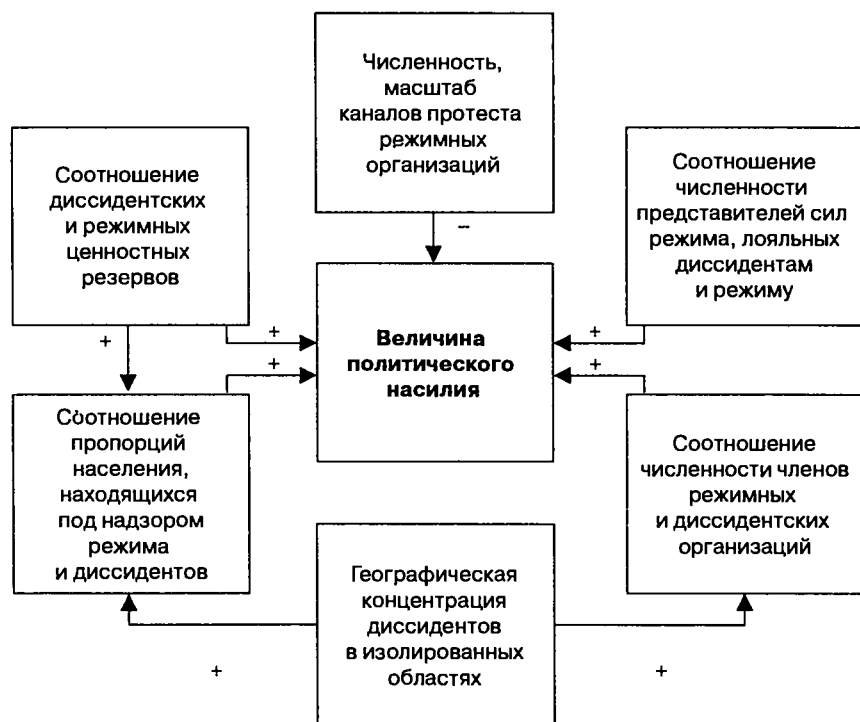 Численность,
масштаб
каналов протеста
режимных
организаций
Соотношение
диссидентских
и режимных
ценностных
резервов
Соотношение
численности
представителей сил
режима, лояльных
диссидентам
и режиму
–
+
+
+
Величина
политического
насилия
+
+
Соотношение
пропорций
населения,
находящихся
под надзором
режима
и диссидентов
Соотношение
численности членов
режимных
и диссидентских
организаций
Географическая
концентрация
диссидентов
в изолированных
областях
+
+